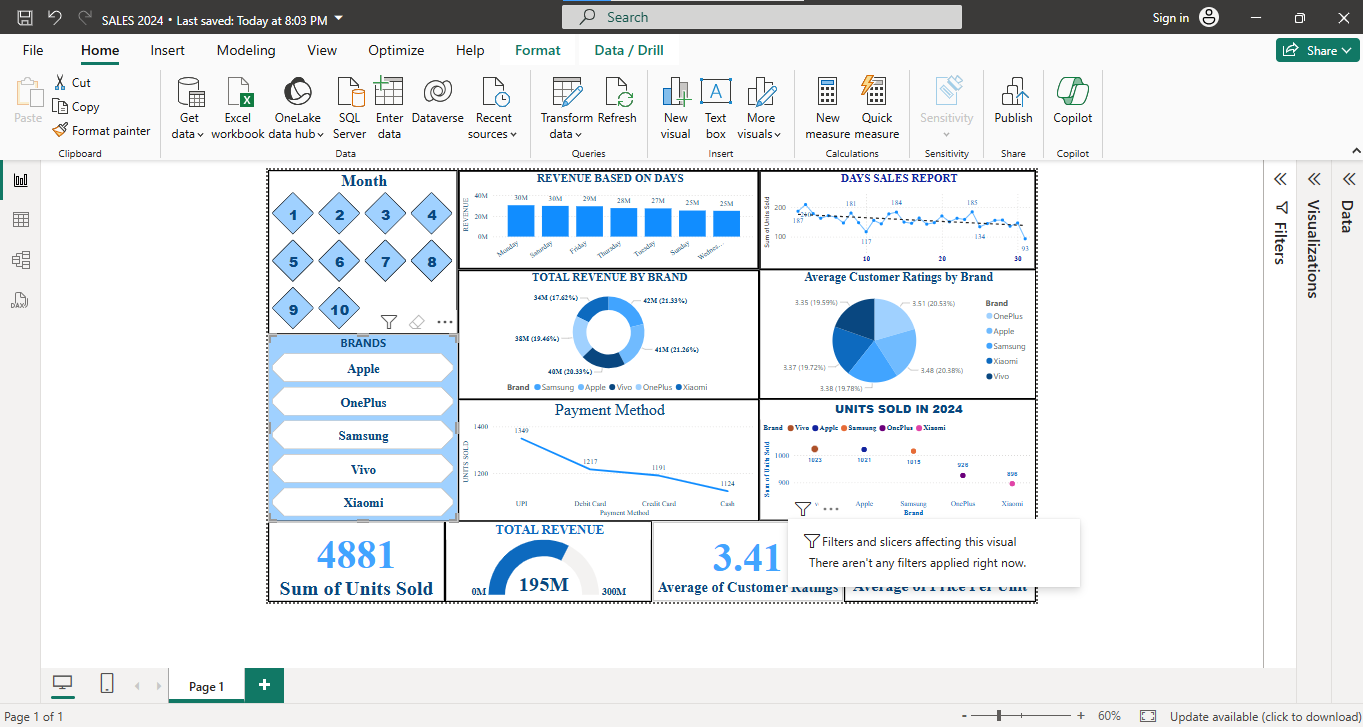 SALES 2024 • Last saved: Today at 8:03 PM
Search
Sign in
File
Home
Insert
Modeling
View
Optimize
Help
Format
Data / Drill
Share
Paste
Cut
Copy
Format painter
Clipboard
Get data
Excel workbook
OneLake data hub
SQL Server
Enter data
Dataverse
Recent sources
Data
Transform data
Refresh
Queries
New visual
Text box
More visuals
Insert
New measure
Quick measure
Calculations
Sensitivity
Sensitivity
Publish
Share
Copilot
Copilot
Month
1 2 3 4
5 6 7 8
9 10
BRANDS
Apple
OnePlus
Samsung
Vivo
Xiaomi
REVENUE BASED ON DAYS
REVENUE
40M
20M
0M
30M 30M 29M 28M 27M 25M 25M
Monday Saturday Friday Thursday Tuesday Sunday Wednes...
DAYS SALES REPORT
Sum of Units Sold
200
100
187 181 117 184 185 134 93
10 20 30
TOTAL REVENUE BY BRAND
34M (17.62%)
42M (21.33%)
38M (19.46%)
41M (21.26%)
40M (20.33%)
Brand Samsung Apple Vivo OnePlus Xiaomi
Average Customer Ratings by Brand
3.35 (19.59%)
3.51 (20.53%)
3.37 (19.72%)
3.48 (20.38%)
3.38 (19.78%)
Brand
OnePlus
Apple
Samsung
Xiaomi
Vivo
Payment Method
UNITS SOLD
1400
1200
1349
1217
1191
1124
UPI Debit Card Credit Card Cash
Payment Method
UNITS SOLD IN 2024
Brand Vivo Apple Samsung OnePlus Xiaomi
Sum of Units Sold
1000
900
1023 1021 1015 926 896
Apple Samsung OnePlus Xiaomi
Brand
Filters and slicers affecting this visual
There aren't any filters applied right now.
4881
Sum of Units Sold
TOTAL REVENUE
195M
0M
300M
3.41
Average of Customer Ratings
Average of Price Per Unit
Filters
Visualizations
Data
DAX
Page 1
Page 1 of 1
60%
Update available (click to download)